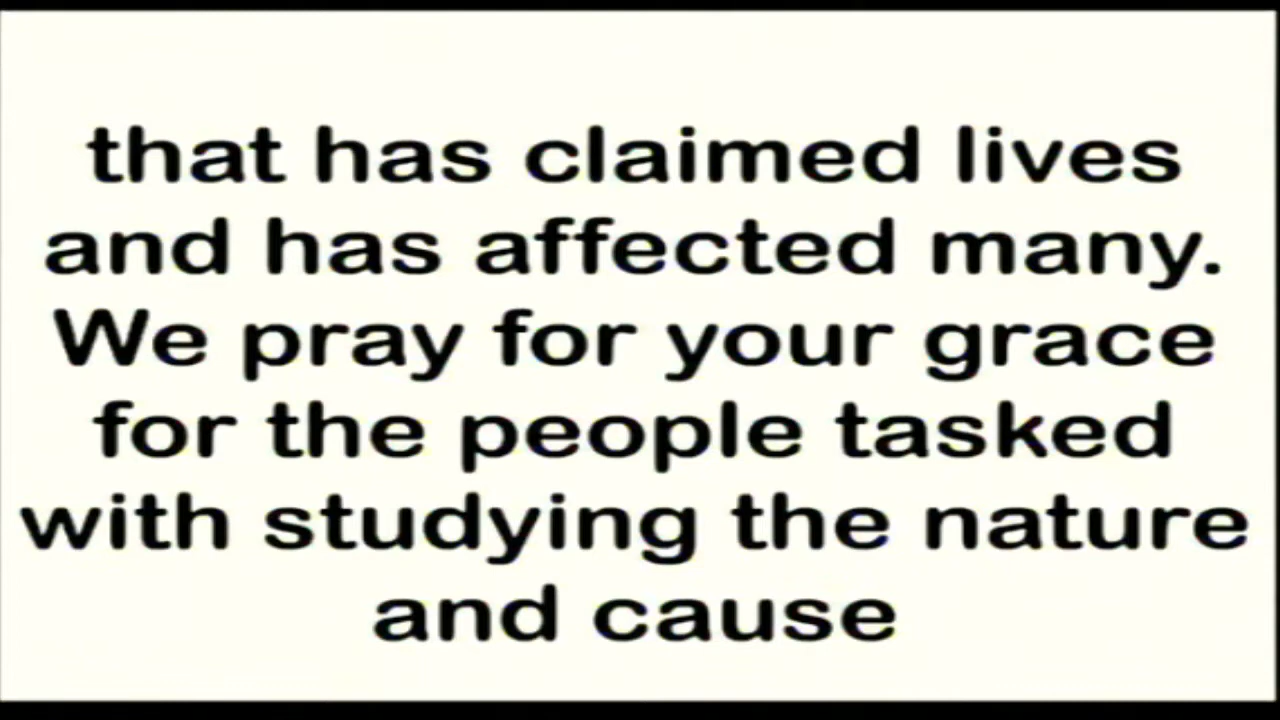 that has claimed lives
and has affected many.
We pray for your grace
for the people tasked
with studying the nature
and cause